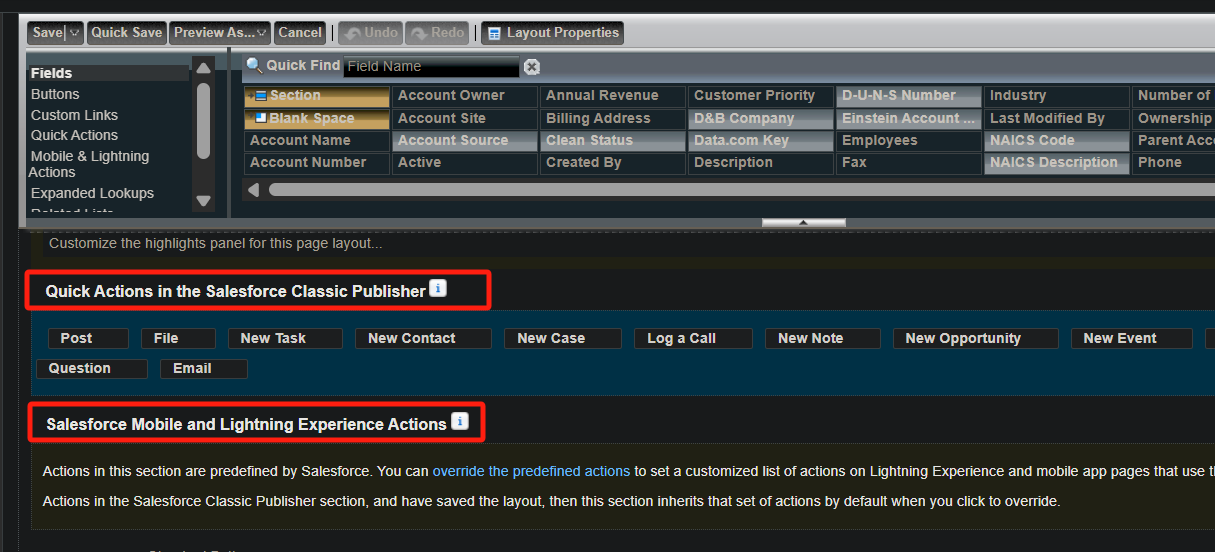 Save Quick Save Preview As... Cancel Undo Redo Layout Properties
Fields
Buttons
Custom Links
Quick Actions
Mobile & Lightning
Actions
Expanded Lookups
Related Lists
Quick Find Field Name
Section Account Owner Annual Revenue Customer Priority D-U-N-S Number Industry Number of
Blank Space Account Site Billing Address D&B Company Einstein Account ... Last Modified By Ownership
Account Name Account Source Clean Status Data.com Key Employees NAICS Code Parent Acc
Account Number Active Created By Description Fax NAICS Description Phone
Customize the highlights panel for this page layout...
Quick Actions in the Salesforce Classic Publisher i
Post File New Task New Contact New Case Log a Call New Note New Opportunity New Event
Question Email
Salesforce Mobile and Lightning Experience Actions i
Actions in this section are predefined by Salesforce. You can override the predefined actions to set a customized list of actions on Lightning Experience and mobile app pages that use
Actions in the Salesforce Classic Publisher section, and have saved the layout, then this section inherits that set of actions by default when you click to override.